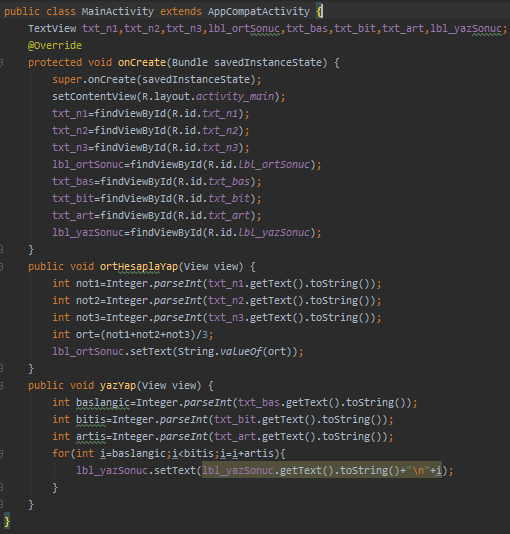 public class MainActivity extends AppCompatActivity {
    TextView txt_n1,txt_n2,txt_n3,lbl_ortSonuc,txt_bas,txt_bit,txt_art,lbl_yazSonuc;
    @Override
    protected void onCreate(Bundle savedInstanceState) {
        super.onCreate(savedInstanceState);
        setContentView(R.layout.activity_main);
        txt_n1=findViewById(R.id.txt_n1);
        txt_n2=findViewById(R.id.txt_n2);
        txt_n3=findViewById(R.id.txt_n3);
        lbl_ortSonuc=findViewById(R.id.lbl_ortSonuc);
        txt_bas=findViewById(R.id.txt_bas);
        txt_bit=findViewById(R.id.txt_bit);
        txt_art=findViewById(R.id.txt_art);
        lbl_yazSonuc=findViewById(R.id.lbl_yazSonuc);
    }
    public void ortHesaplaYap(View view) {
        int not1=Integer.parseInt(txt_n1.getText().toString());
        int not2=Integer.parseInt(txt_n2.getText().toString());
        int not3=Integer.parseInt(txt_n3.getText().toString());
        int ort=(not1+not2+not3)/3;
        lbl_ortSonuc.setText(String.valueOf(ort));
    }
    public void yazYap(View view) {
        int baslangic=Integer.parseInt(txt_bas.getText().toString());
        int bitis=Integer.parseInt(txt_bit.getText().toString());
        int artis=Integer.parseInt(txt_art.getText().toString());
        for(int i=baslangic;i<bitis;i=i+artis){
            lbl_yazSonuc.setText(lbl_yazSonuc.getText().toString()+"\n"+i);
        }
    }
}